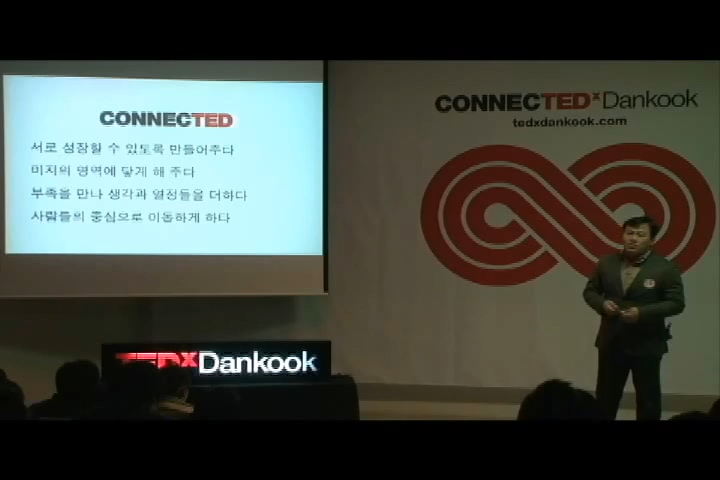 CONNECTED
서로 성장할 수 있도록 만들어주다
미지의 영역에 닿게 해 주다
부족을 만나 생각과 열정들을 더하다
사람들의 중심으로 이동하게 하다
CONNECTEDx Dankook
tedxdankook.com
TEDxDankook